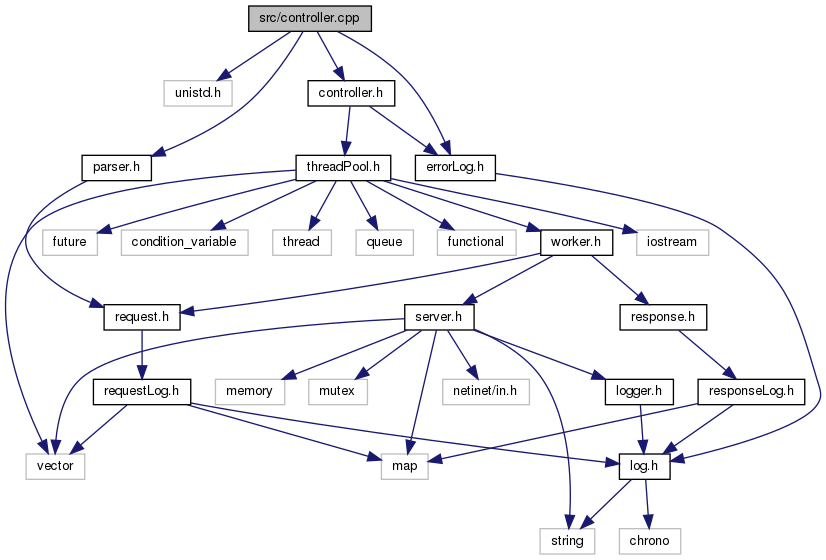 src/controller.cpp
unistd.h
controller.h
parser.h
threadPool.h
errorLog.h
future
condition_variable
thread
queue
functional
worker.h
iostream
request.h
server.h
response.h
requestLog.h
memory
mutex
netinet/in.h
logger.h
responseLog.h
vector
map
log.h
string
chrono